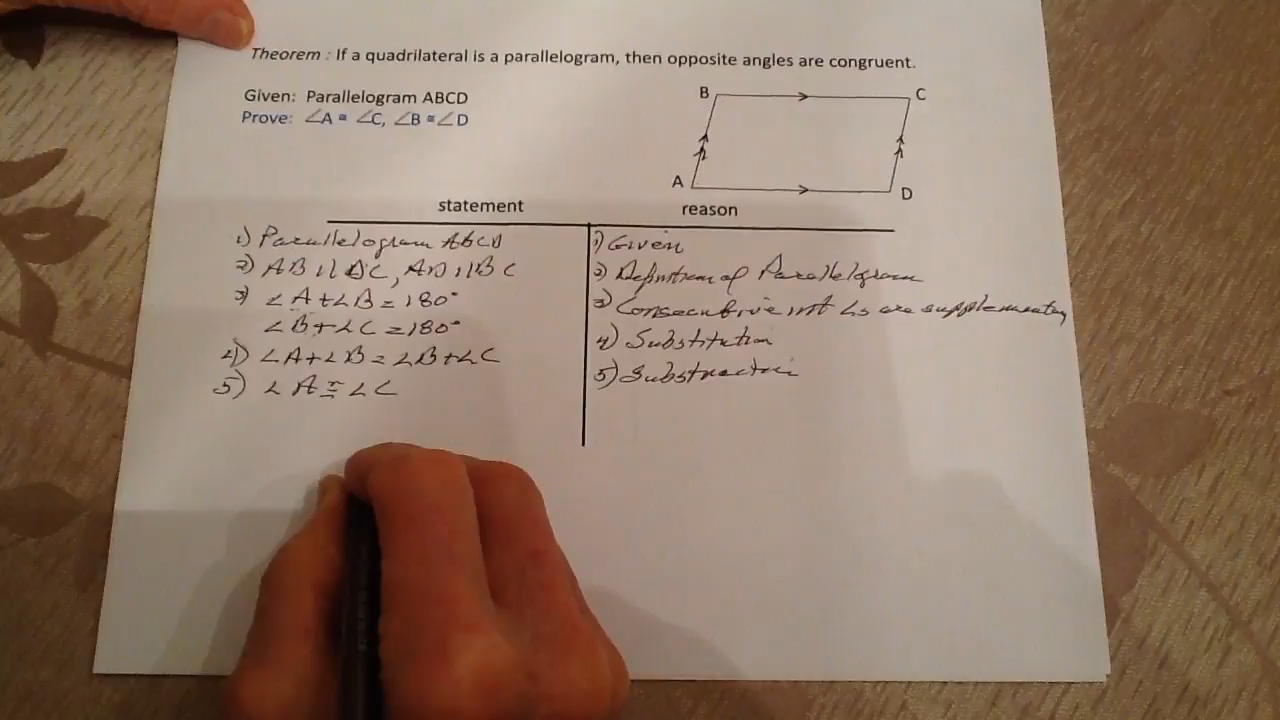 Theorem : If a quadrilateral is a parallelogram, then opposite angles are congruent.
Given: Parallelogram ABCD
Prove: ∠A ≅ ∠C, ∠B ≅ ∠D
B
C
A
D
statement
reason
1) Parallelogram ABCD
1) Given
2) AB || DC, AD || BC
2) Definition of Parallelogram
3) ∠A + ∠B = 180°
∠B + ∠C = 180°
3) Consecutive int ∠s are supplementary
4) ∠A + ∠B = ∠B + ∠C
4) Substitution
5) ∠A ≅ ∠C
5) Substraction